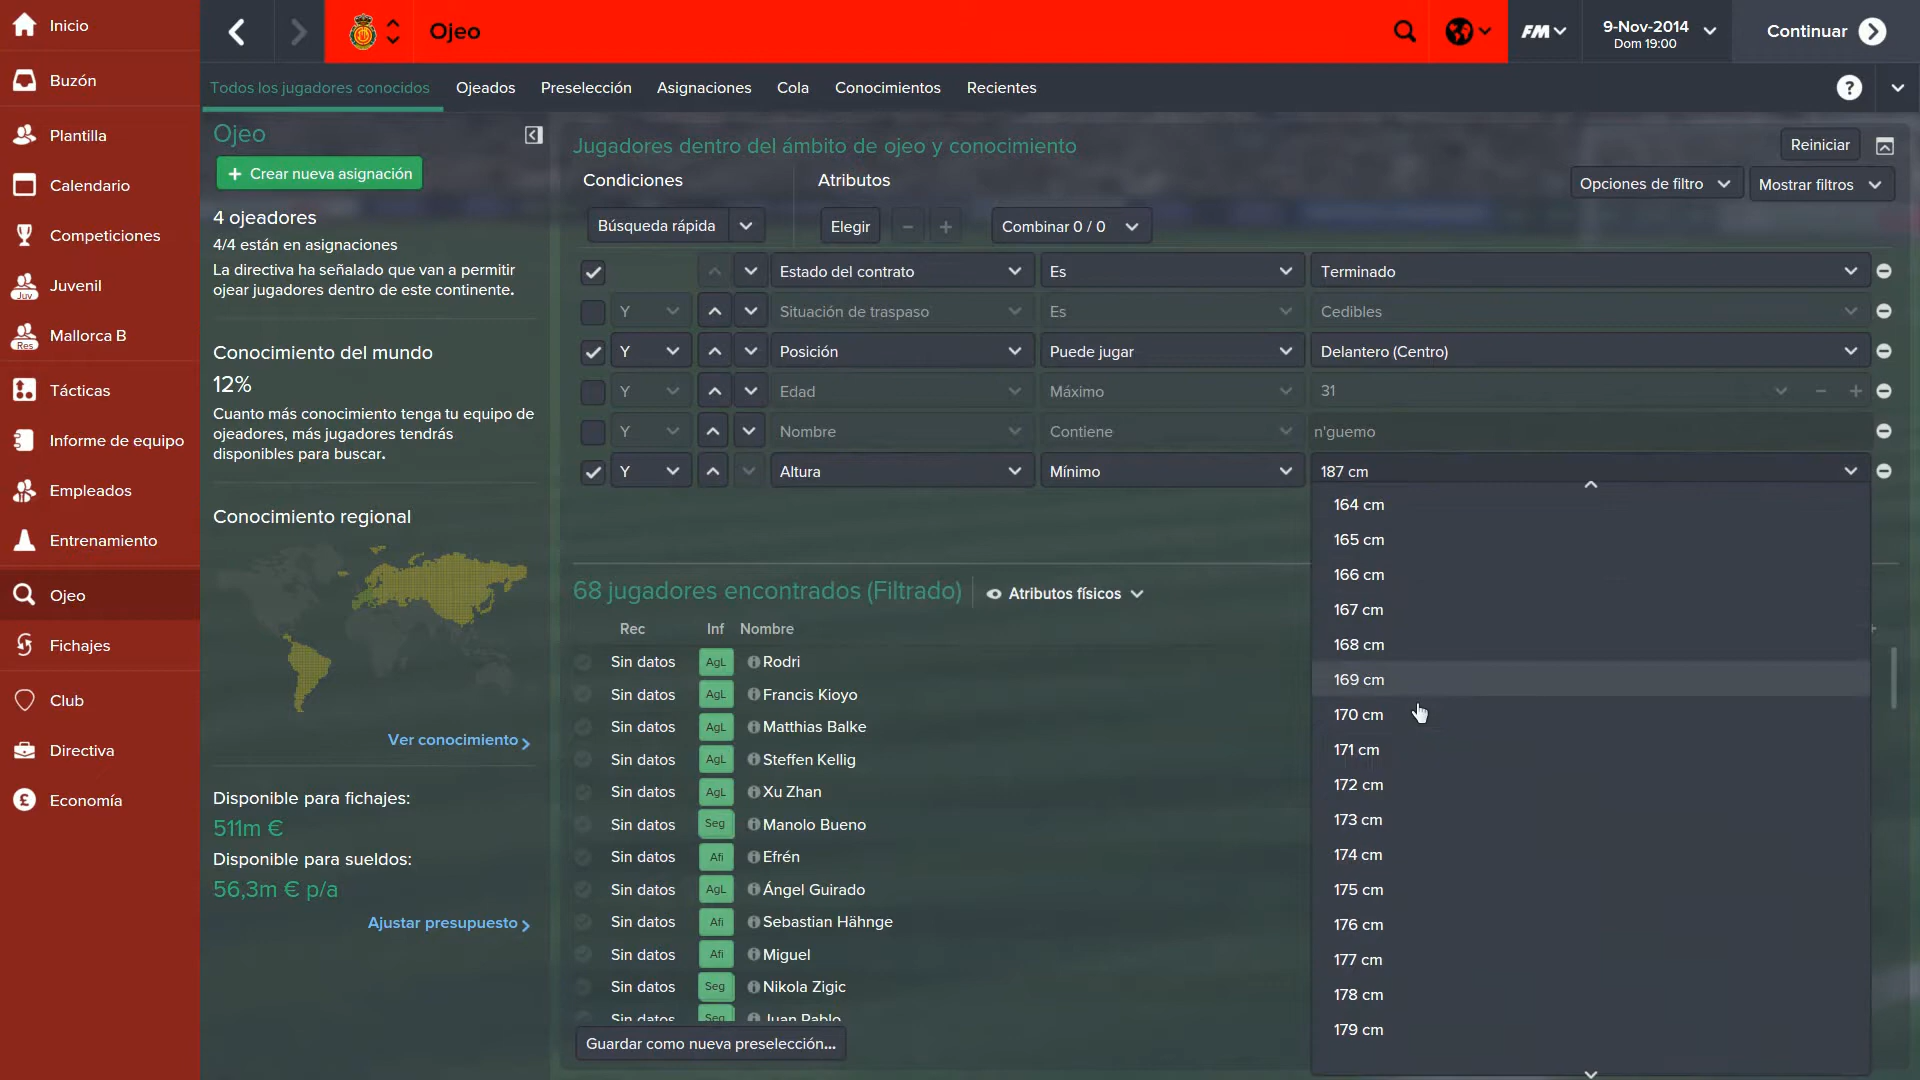 Inicio
Buzón
Plantilla
Calendario
Competiciones
Juvenil
Juv
Mallorca B
Res
Tácticas
Informe de equipo
Empleados
Entrenamiento
Ojeo
Fichajes
Club
Directiva
Economía
Ojeo
FM
9-Nov-2014
Dom 19:00
Continuar
Todos los jugadores conocidos
Ojeados
Preselección
Asignaciones
Cola
Conocimientos
Recientes
?
Ojeo
+ Crear nueva asignación
4 ojeadores
4/4 están en asignaciones
La directiva ha señalado que van a permitir
ojear jugadores dentro de este continente.
Conocimiento del mundo
12%
Cuanto más conocimiento tenga tu equipo de
ojeadores, más jugadores tendrás
disponibles para buscar.
Conocimiento regional
Ver conocimiento
Disponible para fichajes:
511m €
Disponible para sueldos:
56,3m € p/a
Ajustar presupuesto
Jugadores dentro del ámbito de ojeo y conocimiento
Reiniciar
Condiciones
Atributos
Opciones de filtro
Mostrar filtros
Búsqueda rápida
Elegir
Combinar 0 / 0
Estado del contrato Es Terminado
Y Situación de traspaso Es Cedibles
Y Posición Puede jugar Delantero (Centro)
Y Edad Máximo 31
Y Nombre Contiene n'guemo
Y Altura Mínimo 187 cm
164 cm
165 cm
166 cm
167 cm
168 cm
169 cm
170 cm
171 cm
172 cm
173 cm
174 cm
175 cm
176 cm
177 cm
178 cm
179 cm
68 jugadores encontrados (Filtrado)
Atributos físicos
Rec Inf Nombre
Sin datos AgL Rodri
Sin datos AgL Francis Kioyo
Sin datos AgL Matthias Balke
Sin datos AgL Steffen Kellig
Sin datos AgL Xu Zhan
Sin datos Seg Manolo Bueno
Sin datos Afi Efrén
Sin datos AgL Ángel Guirado
Sin datos Afi Sebastian Hähnge
Sin datos Afi Miguel
Sin datos Seg Nikola Zigic
Sin datos Seg Juan Pablo
Guardar como nueva preselección...